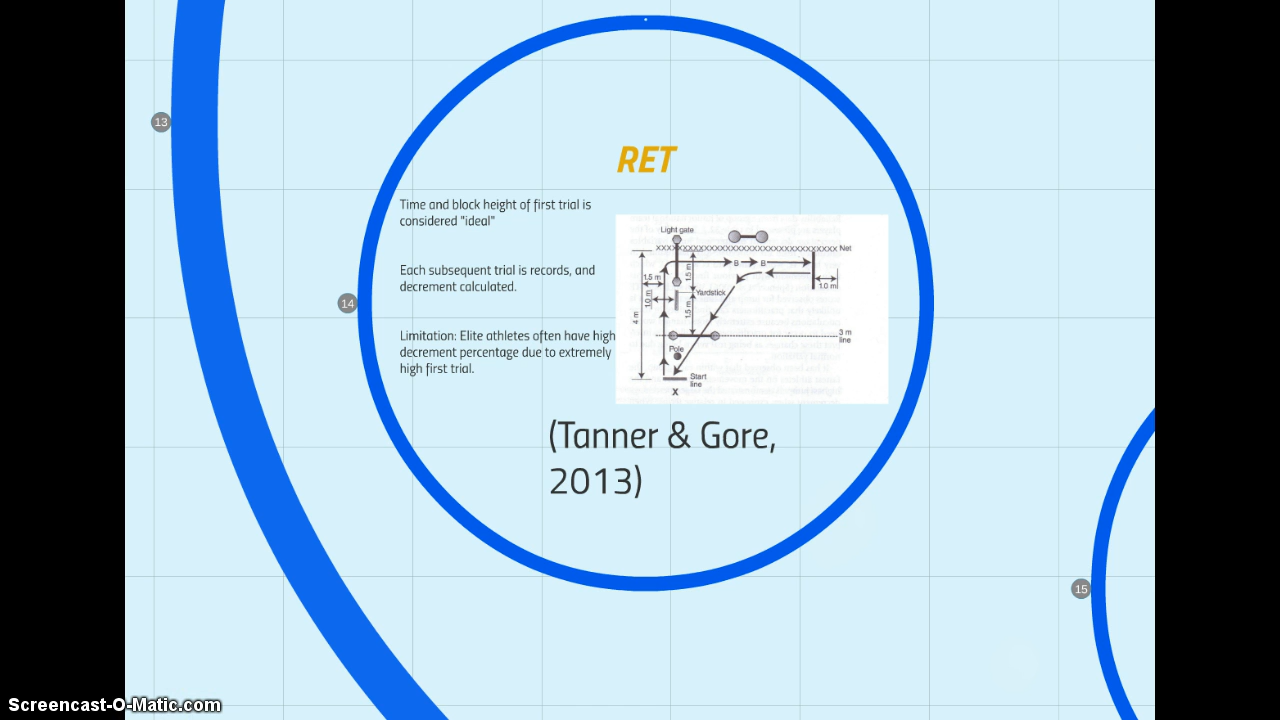 RET
Time and block height of first trial is
considered "ideal"
Each subsequent trial is records, and
decrement calculated.
Limitation: Elite athletes often have high
decrement percentage due to extremely
high first trial.
Light gate
XXXXXXXXXXXXXXXXXXXXXXXXXXXXXXXXXXX Net
B B
1.5 m
1.5 m
1.0 m
1.0 m
Yardstick
1.5 m
4 m
3 m
line
Pole
Start
line
X
(Tanner & Gore,
2013)
13
14
15
Screencast-O-Matic.com